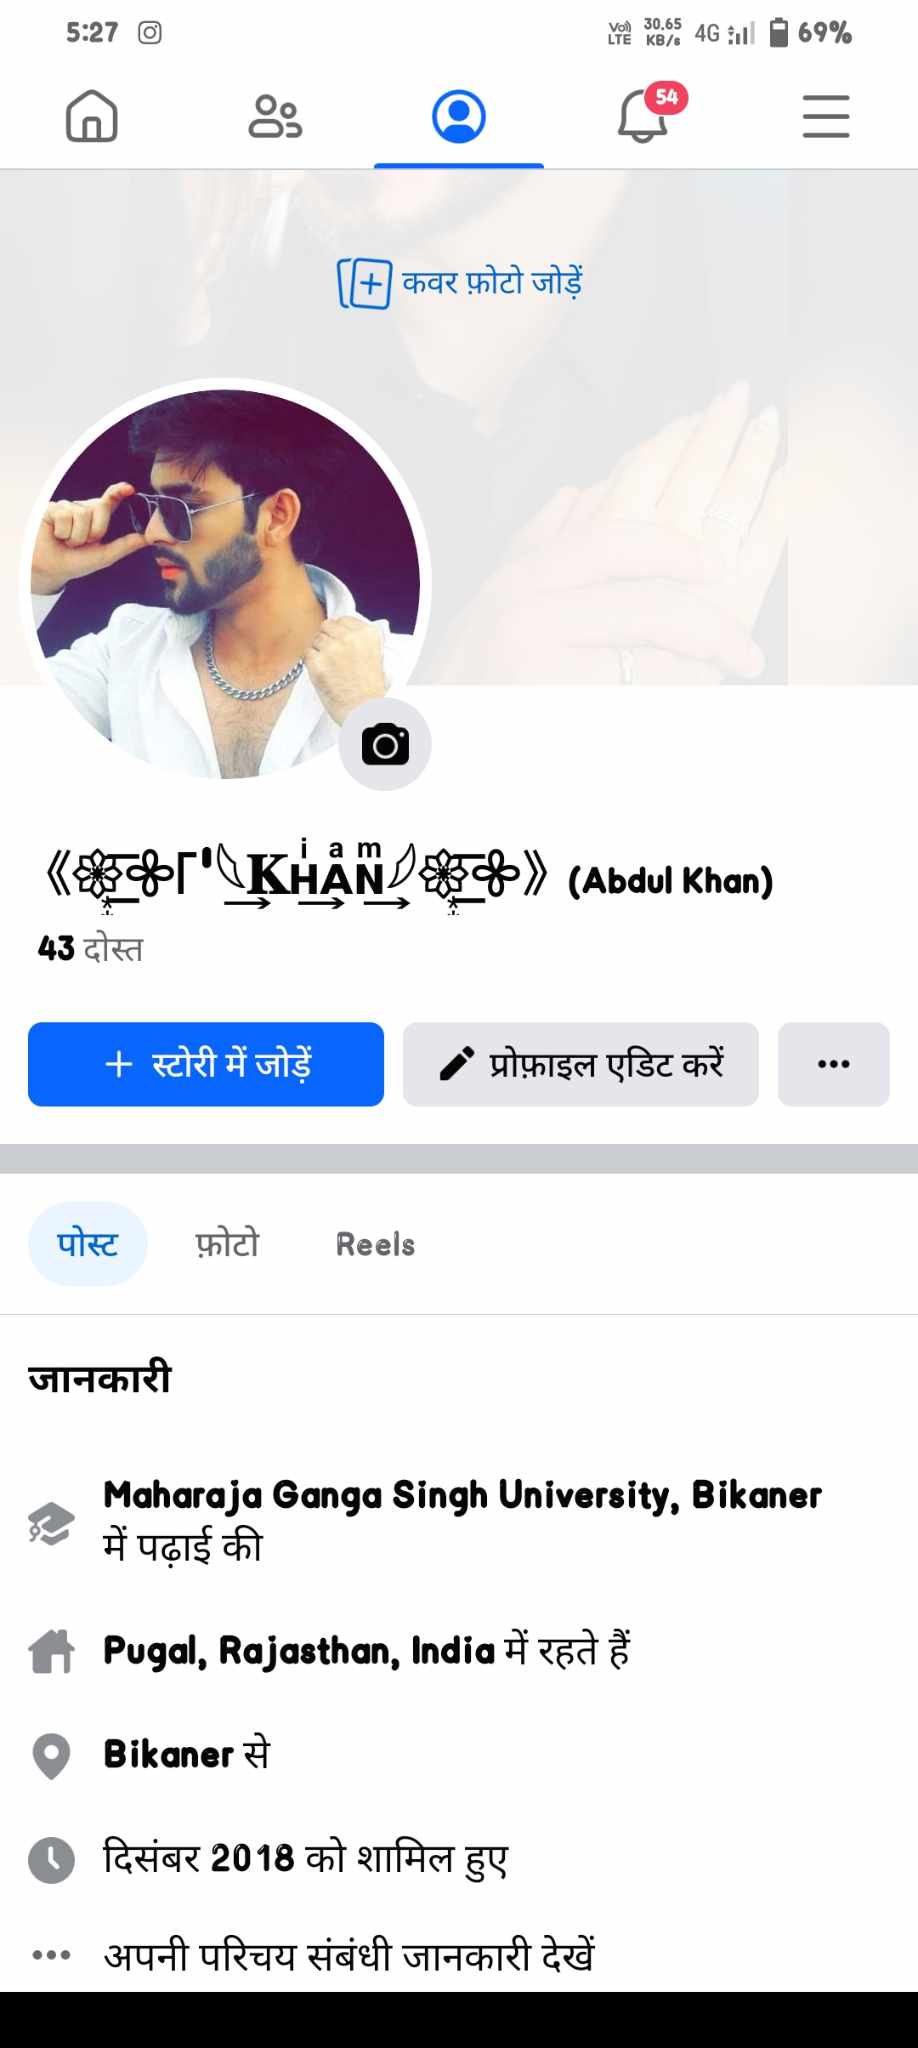 5:27 Vo) LTE 30.65 KB/s 4G 69%
54
कवर फ़ोटो जोड़ें
i a m
KHAN (Abdul Khan)
43 दोस्त
+ स्टोरी में जोड़ें प्रोफ़ाइल एडिट करें •••
पोस्ट फ़ोटो Reels
जानकारी
Maharaja Ganga Singh University, Bikaner
में पढ़ाई की
Pugal, Rajasthan, India में रहते हैं
Bikaner से
दिसंबर 2018 को शामिल हुए
••• अपनी परिचय संबंधी जानकारी देखें